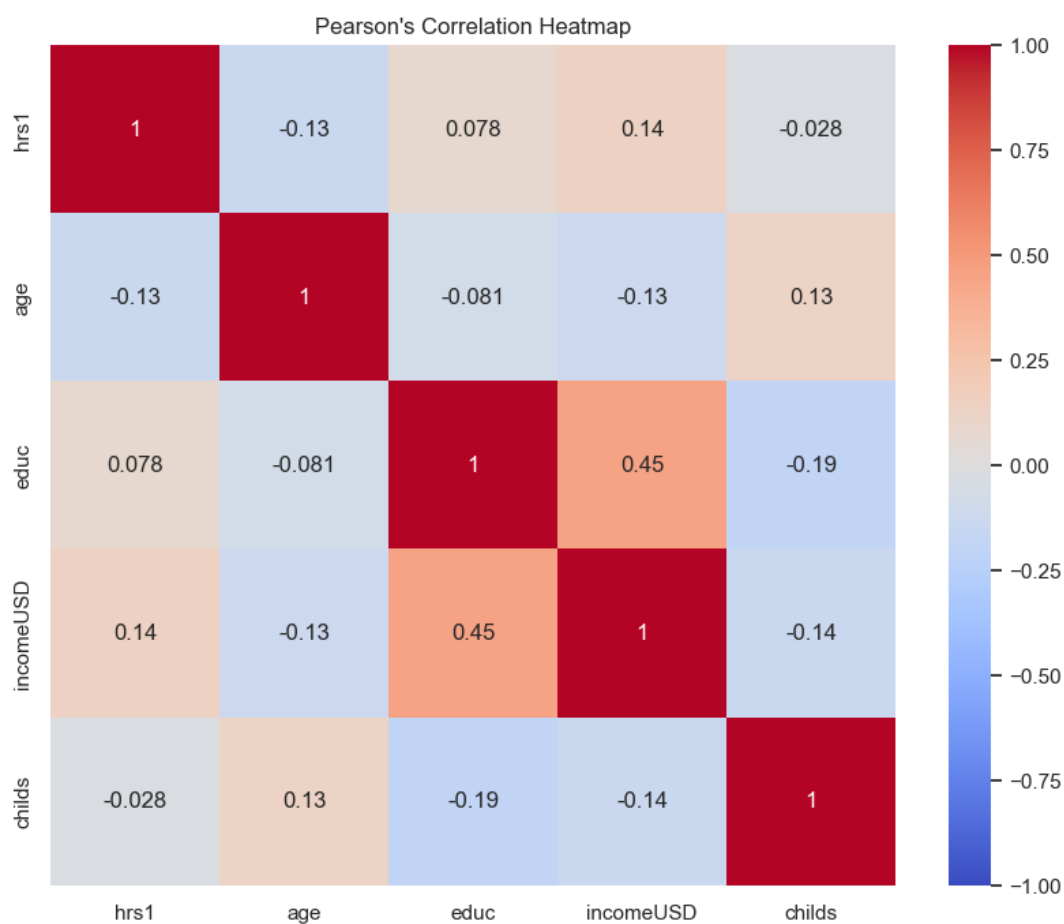 Pearson's Correlation Heatmap
hrs1 1 -0.13 0.078 0.14 -0.028
age -0.13 1 -0.081 -0.13 0.13
educ 0.078 -0.081 1 0.45 -0.19
incomeUSD 0.14 -0.13 0.45 1 -0.14
childs -0.028 0.13 -0.19 -0.14 1
hrs1 age educ incomeUSD childs
1.00
0.75
0.50
0.25
0.00
−0.25
−0.50
−0.75
−1.00